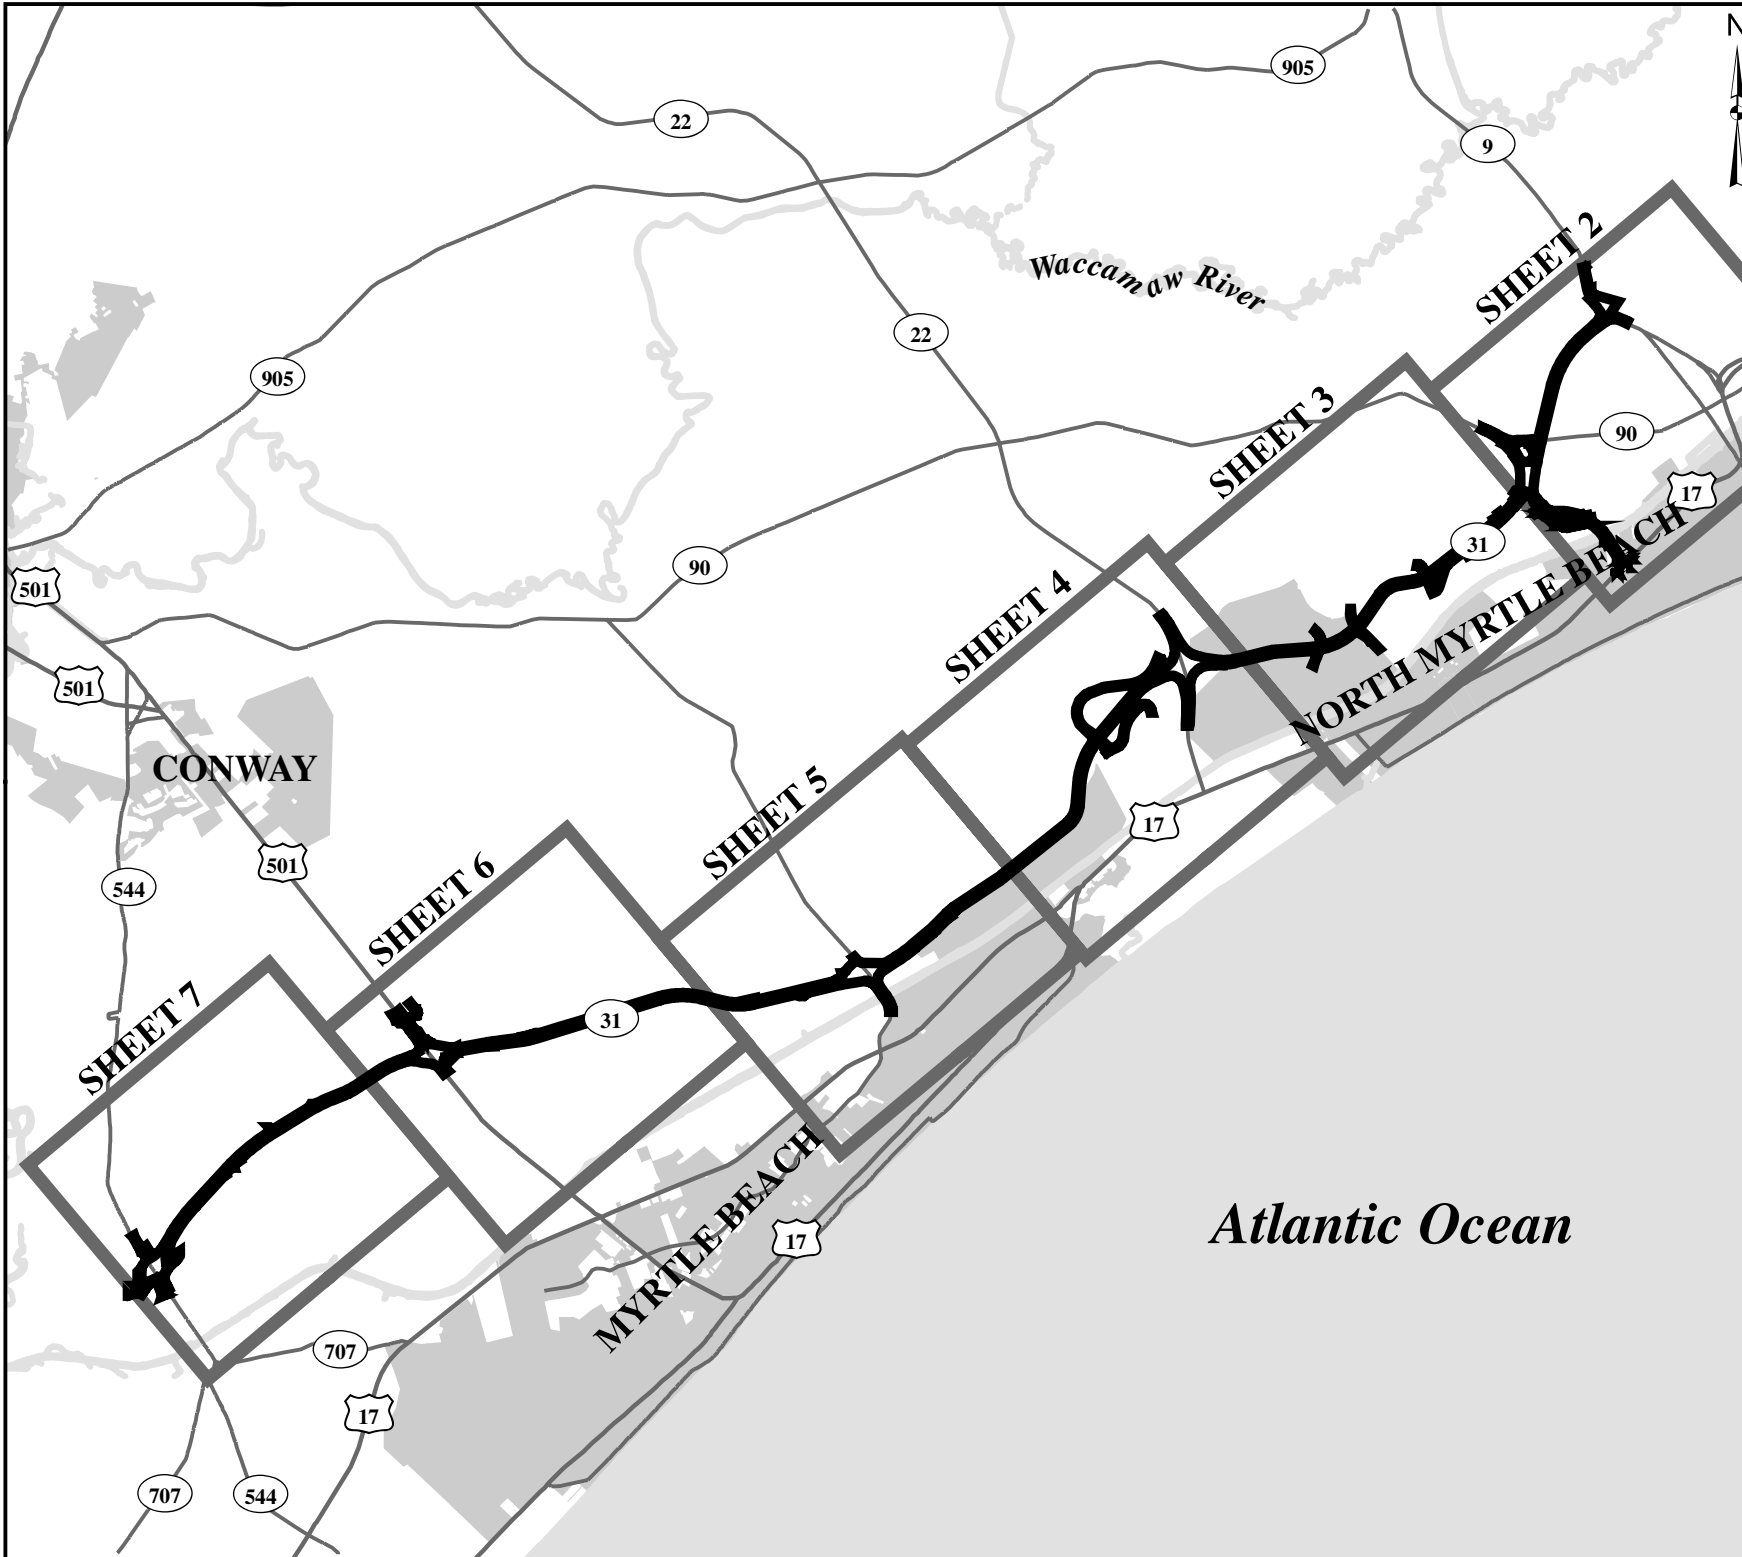 N
905
22
9
SHEET 2
Waccamaw River
22
905
SHEET 3
90
17
31
90
501
SHEET 4
NORTH MYRTLE BEACH
501
CONWAY
SHEET 5
17
501
544
SHEET 6
31
SHEET 7
MYRTLE BEACH
Atlantic Ocean
17
707
17
707
544